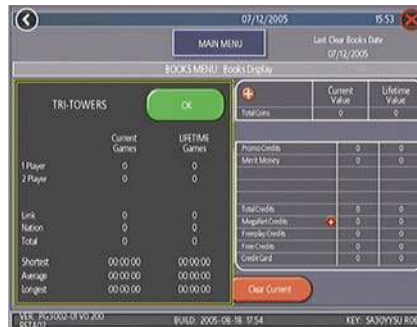 07/12/2005 15:53
MAIN MENU
Last Clear Books Date
07/12/2005
BOOKS MENU: Books Display
TRI-TOWERS
OK
Current Games LIFETIME Games
1 Player 0 0
2 Player 0 0
Link 0 0
Nation 0 0
Total 0 0
Shortest 00:00:00 00:00:00
Average 00:00:00 00:00:00
Longest 00:00:00 00:00:00
Current Value Lifetime Value
Total Coins 0 0
Promo Credits 0 0
Merit Money 0 0
Total Credits 0 0
MegaNet Credits 0 0
Freeplay Credits 0 0
Free Credits 0 0
Credit Card 0 0
Clear Current
VER: PG3002-01V0.200
BUILD: 2005-08-18 17:54